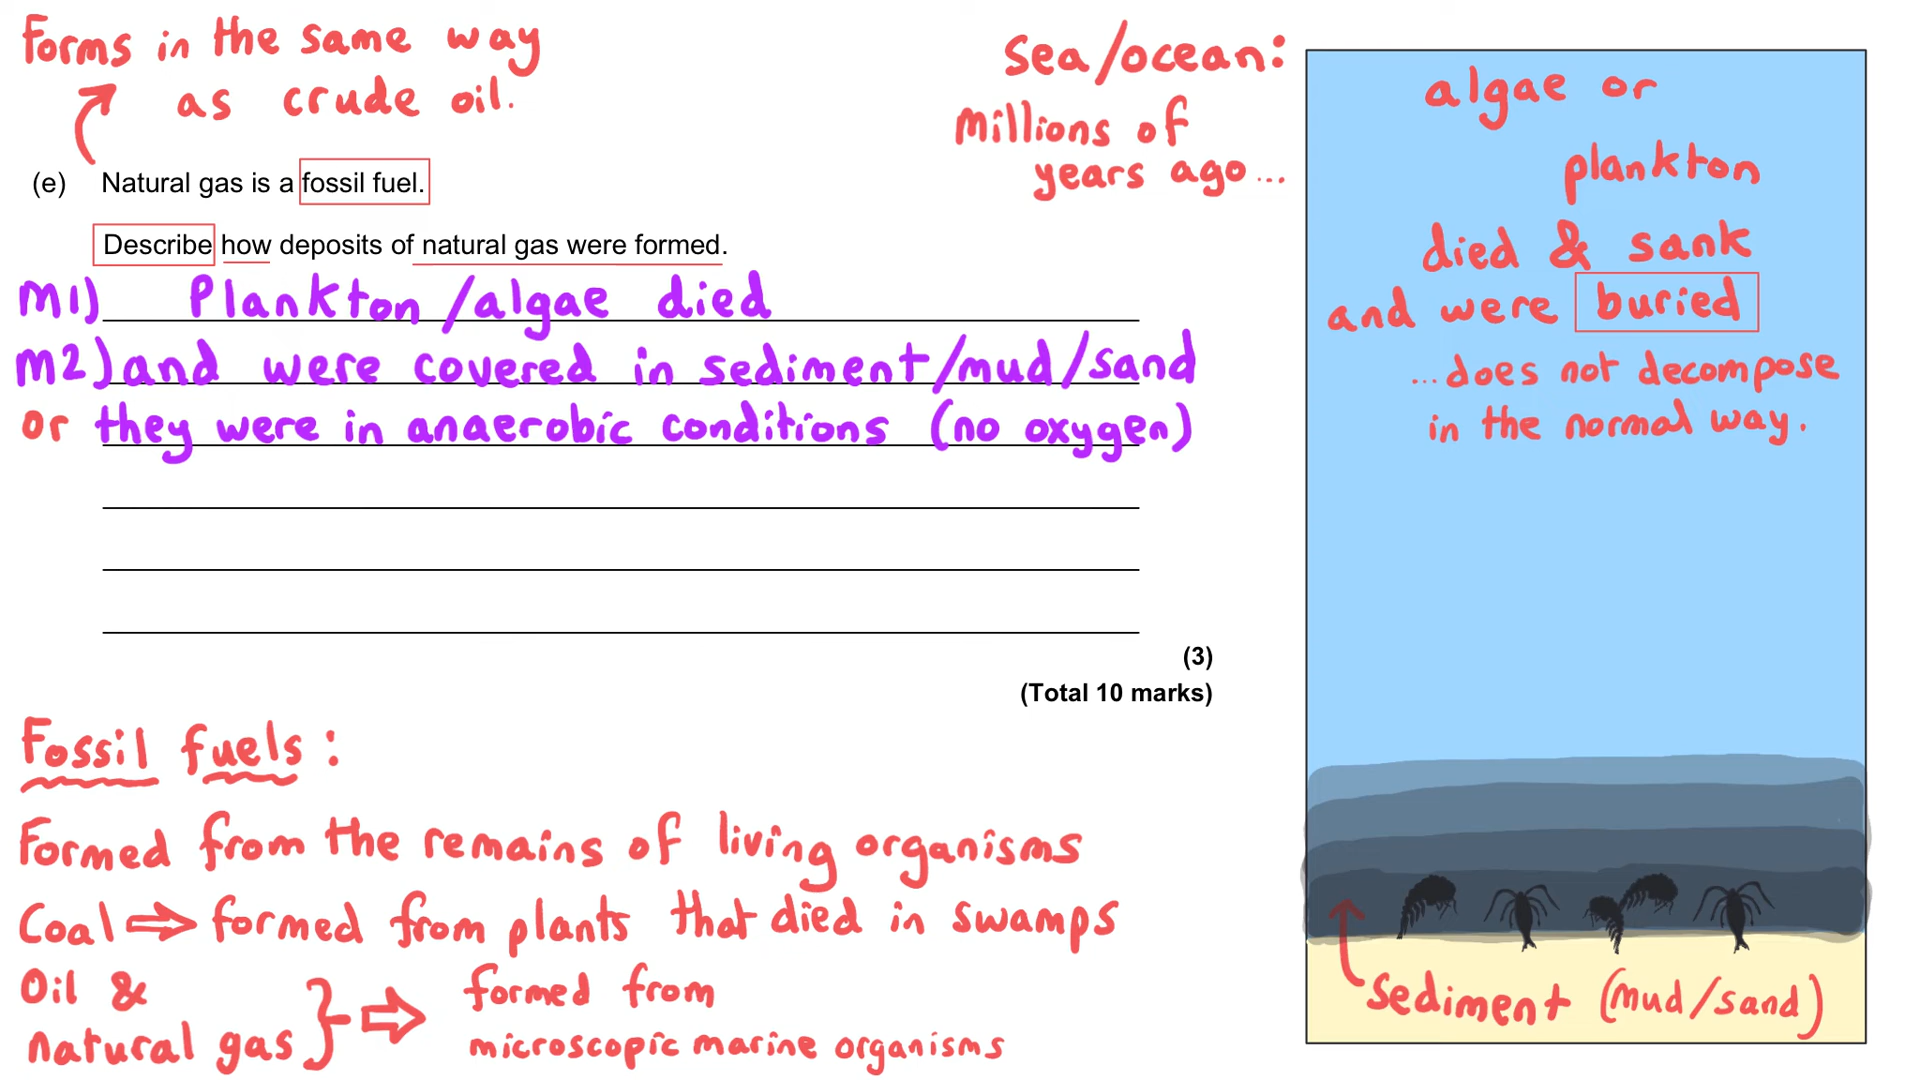 Forms in the same way
as crude oil.
(e) Natural gas is a fossil fuel.
Describe how deposits of natural gas were formed.
M1) Plankton/algae died
M2) and were covered in sediment/mud/sand
or they were in anaerobic conditions (no oxygen)
(3)
(Total 10 marks)
Fossil fuels:
Formed from the remains of living organisms
Coal ⇒ formed from plants that died in swamps
Oil &
natural gas } ⇒ formed from
microscopic marine organisms
Sea/ocean:
Millions of
years ago...
algae or
plankton
died & sank
and were buried
...does not decompose
in the normal way.
Sediment (mud/sand)